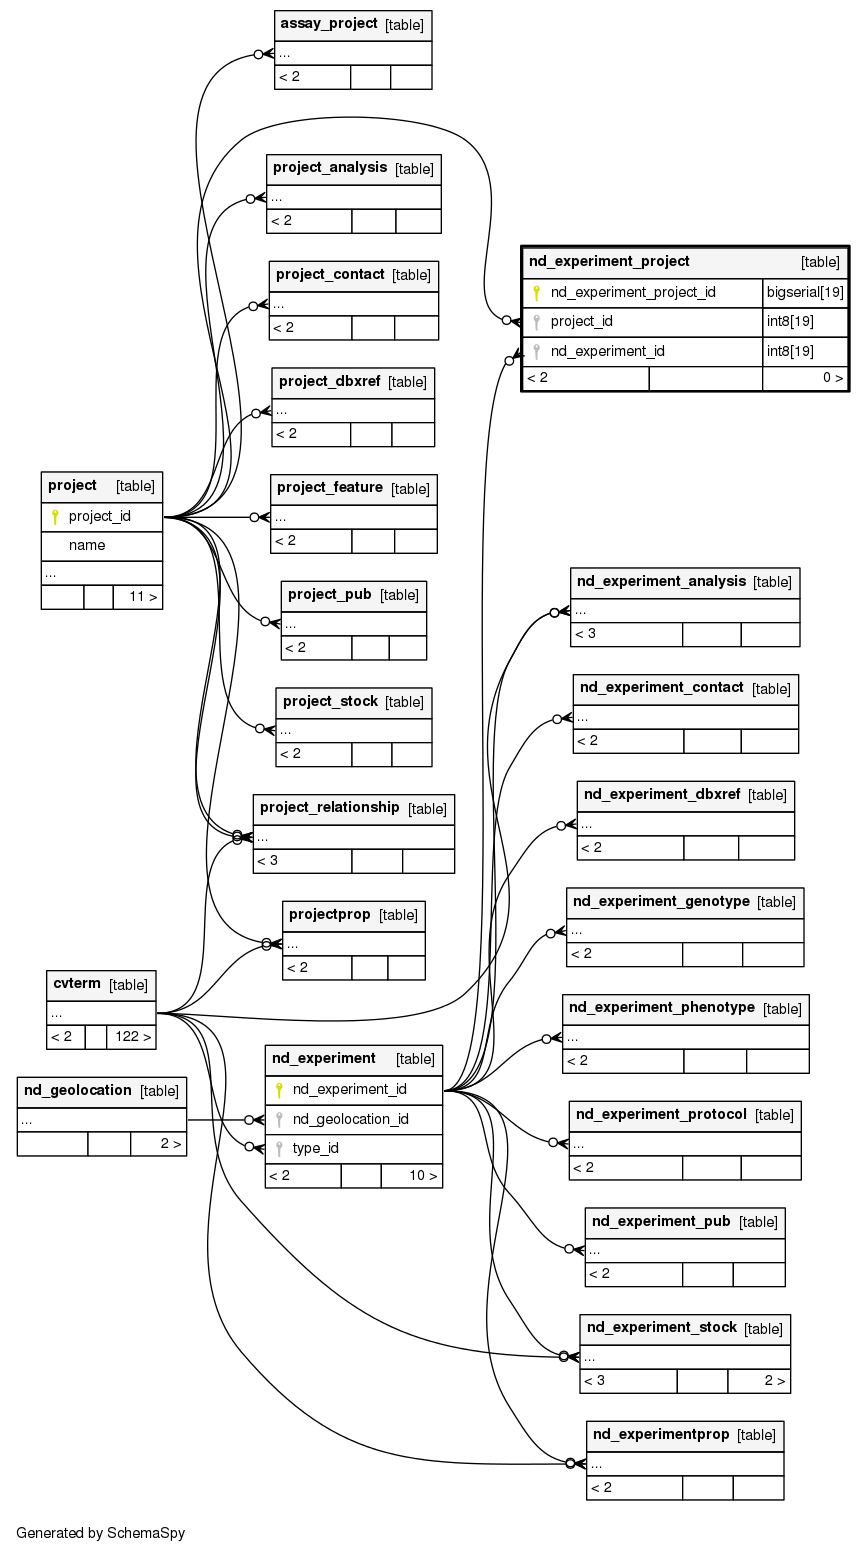 assay_project [table]
...
< 2
project_analysis [table]
...
< 2
project_contact [table]
...
< 2
project_dbxref [table]
...
< 2
project_feature [table]
...
< 2
project_pub [table]
...
< 2
project_stock [table]
...
< 2
project_relationship [table]
...
< 3
projectprop [table]
...
< 2
project [table]
project_id
name
...
11 >
cvterm [table]
...
< 2 122 >
nd_geolocation [table]
...
2 >
nd_experiment [table]
nd_experiment_id
nd_geolocation_id
type_id
< 2 10 >
nd_experiment_project [table]
nd_experiment_project_id bigserial[19]
project_id int8[19]
nd_experiment_id int8[19]
< 2 0 >
nd_experiment_analysis [table]
...
< 3
nd_experiment_contact [table]
...
< 2
nd_experiment_dbxref [table]
...
< 2
nd_experiment_genotype [table]
...
< 2
nd_experiment_phenotype [table]
...
< 2
nd_experiment_protocol [table]
...
< 2
nd_experiment_pub [table]
...
< 2
nd_experiment_stock [table]
...
< 3 2 >
nd_experimentprop [table]
...
< 2
Generated by SchemaSpy